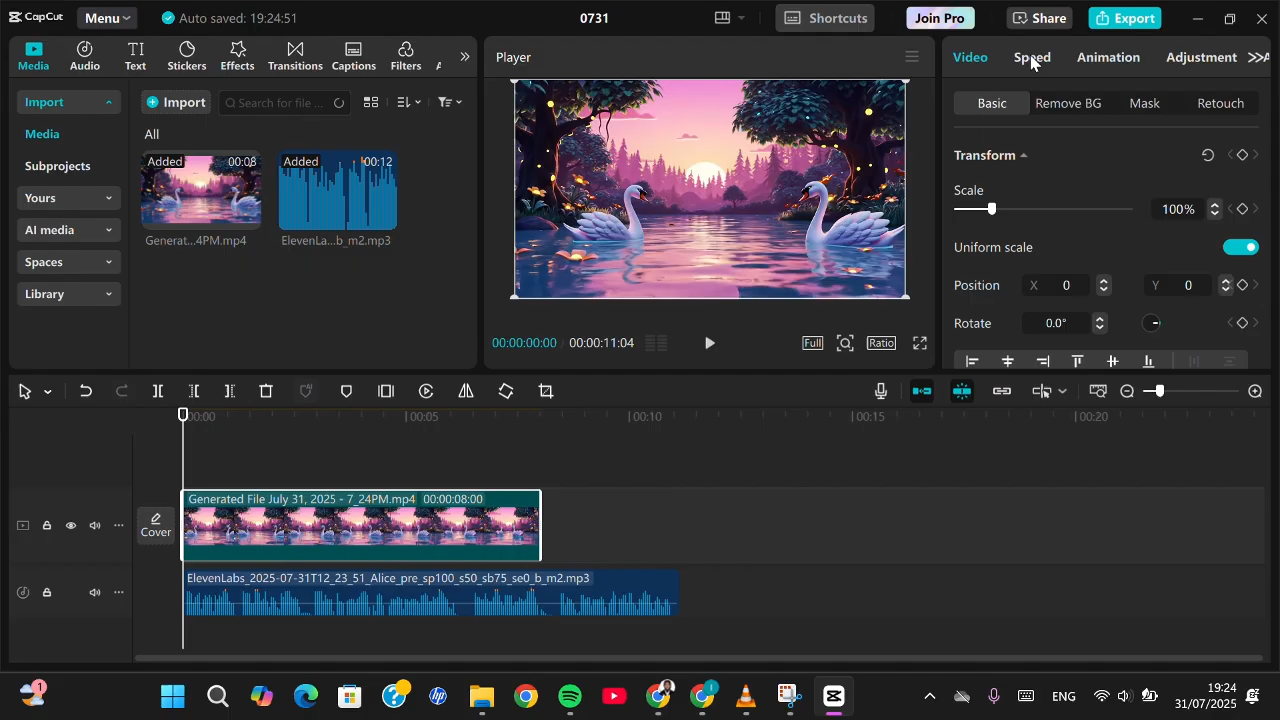 CapCut Menu Auto saved: 19:24:51 0731 Shortcuts Join Pro Share Export
Media Audio Text Stickers Effects Transitions Captions Filters
Import
Media
Subprojects
Yours
AI media
Spaces
Library
Import Search for file ...
All
Added 00:08
Generat...4PM.mp4
Added 00:12
ElevenLa...b_m2.mp3
Player
00:00:00:00 00:00:11:04 Full Ratio
Video Speed Animation Adjustment
Basic Remove BG Mask Retouch
Transform
Scale
100%
Uniform scale
Position X 0 Y 0
Rotate 0.0°
00:00 00:05 00:10 00:15 00:20
Cover
Generated File July 31, 2025 - 7_24PM.mp4 00:00:08:00
ElevenLabs_2025-07-31T12_23_51_Alice_pre_sp100_s50_sb75_se0_b_m2.mp3
1
ENG
19:24
31/07/2025